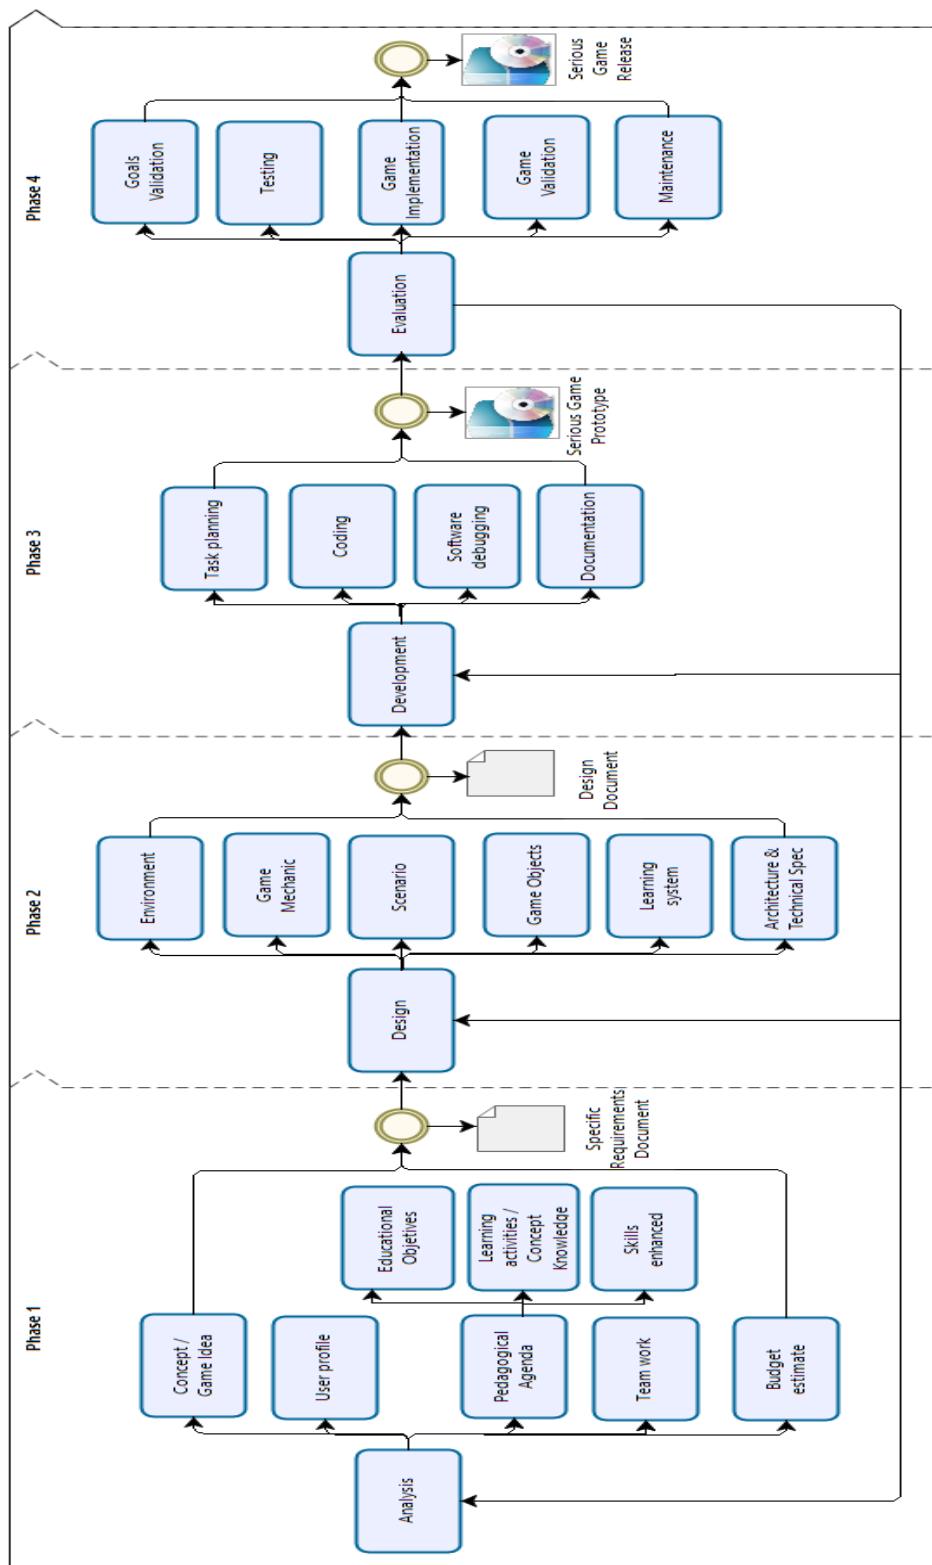 Phase 1
Analysis
Concept /
Game Idea
User profile
Pedagogical
Agenda
Team work
Budget
estimate
Educational
Objetives
Learning
activities /
Concept
Knowledge
Skills
enhanced
Specific
Requirements
Document
Phase 2
Design
Environment
Game
Mechanic
Scenario
Game Objects
Learning
system
Architecture &
Technical Spec
Design
Document
Phase 3
Development
Task planning
Coding
Software
debugging
Documentation
Serious Game
Prototype
Phase 4
Evaluation
Goals
Validation
Testing
Game
Implementation
Game
Validation
Maintenance
Serious
Game
Release